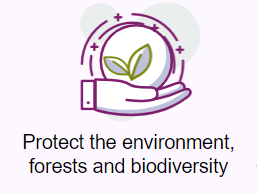 Protect the environment,
forests and biodiversity